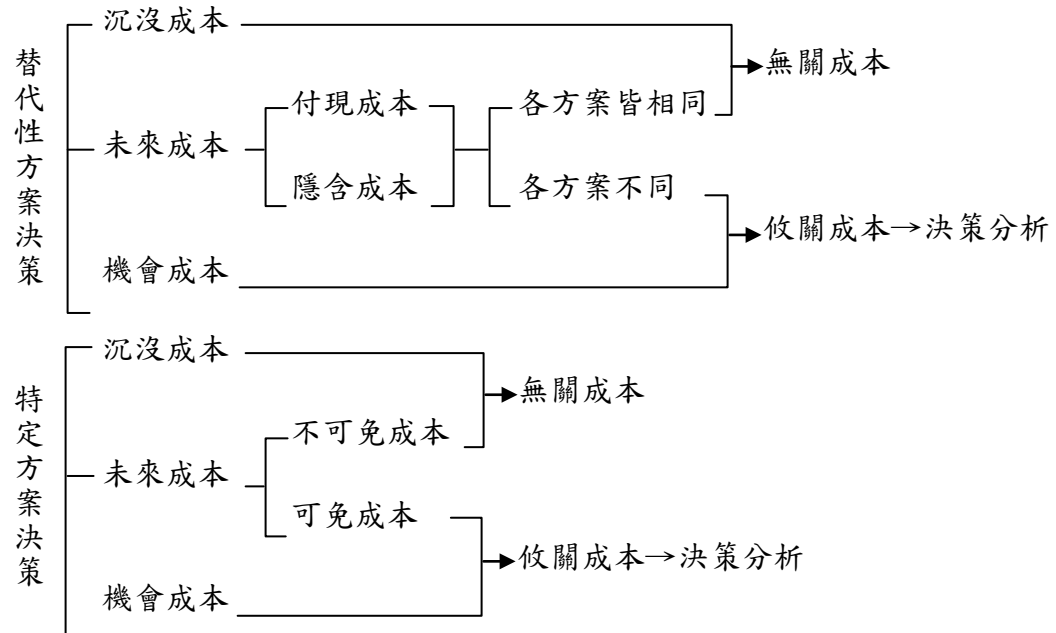 替代性方案決策
沉沒成本
無關成本
付現成本
各方案皆相同
未來成本
隱含成本
各方案不同
攸關成本→決策分析
機會成本
特定方案決策
沉沒成本
無關成本
不可免成本
未來成本
可免成本
攸關成本→決策分析
機會成本